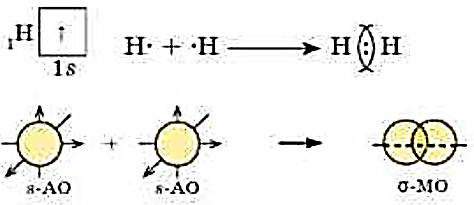 ₁H ↑ H· + ·H ⟶ H(:)H
1s
+ →
s-AO s-AO σ-MO